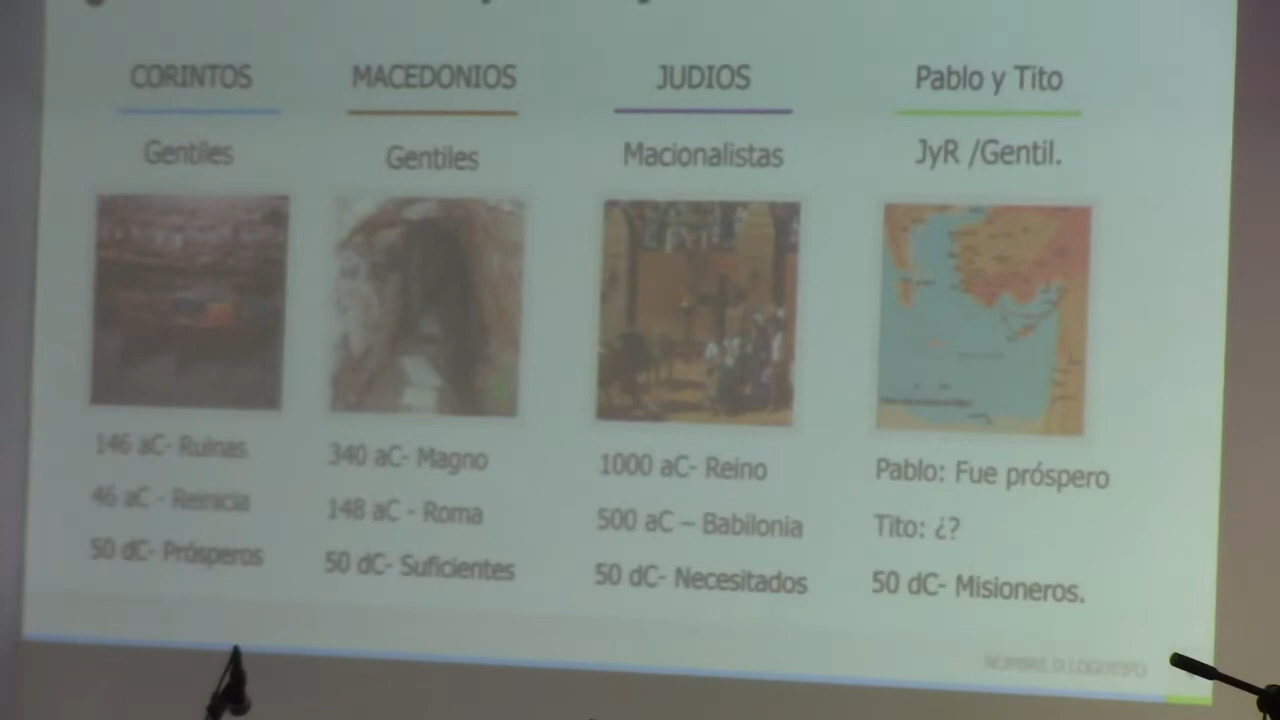 CORINTOS
Gentiles
146 aC- Ruinas
46 aC - Reinicia
50 dC- Prósperos
MACEDONIOS
Gentiles
340 aC- Magno
148 aC - Roma
50 dC- Suficientes
JUDIOS
Macionalistas
1000 aC- Reino
500 aC – Babilonia
50 dC- Necesitados
Pablo y Tito
JyR /Gentil.
Pablo: Fue próspero
Tito: ¿?
50 dC- Misioneros.
NOMBRE D LOGOTIPO